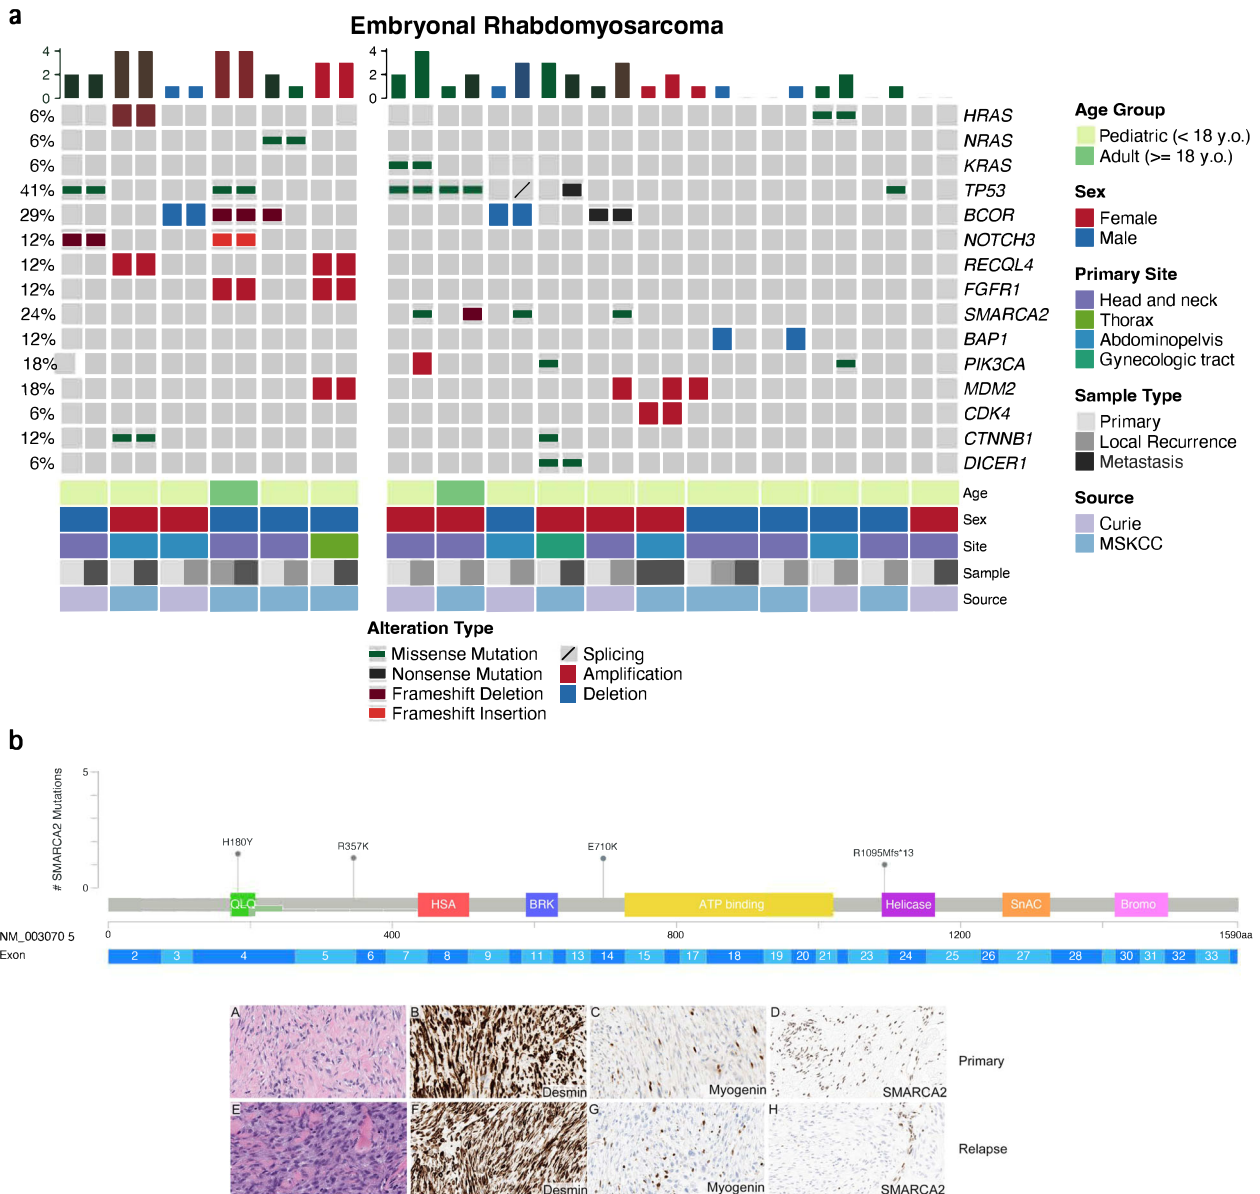 a
Embryonal Rhabdomyosarcoma
4
2
0
4
2
0
6% HRAS
6% NRAS
6% KRAS
41% TP53
29% BCOR
12% NOTCH3
12% RECQL4
12% FGFR1
24% SMARCA2
12% BAP1
18% PIK3CA
18% MDM2
6% CDK4
12% CTNNB1
6% DICER1
Age
Sex
Site
Sample
Source
Age Group
Pediatric (< 18 y.o.)
Adult (>= 18 y.o.)
Sex
Female
Male
Primary Site
Head and neck
Thorax
Abdominopelvis
Gynecologic tract
Sample Type
Primary
Local Recurrence
Metastasis
Source
Curie
MSKCC
Alteration Type
Missense Mutation
Nonsense Mutation
Frameshift Deletion
Frameshift Insertion
Splicing
Amplification
Deletion
b
# SMARCA2 Mutations
5
0
H180Y R357K E710K R1095Mfs*13
QLQ HSA BRK ATP binding Helicase SnAC Bromo
NM_003070 5 0 400 800 1200 1590aa
Exon 2 3 4 5 6 7 8 9 11 13 14 15 17 18 19 20 21 23 24 25 26 27 28 30 31 32 33
A B Desmin C Myogenin D SMARCA2 Primary
E F Desmin G Myogenin H SMARCA2 Relapse